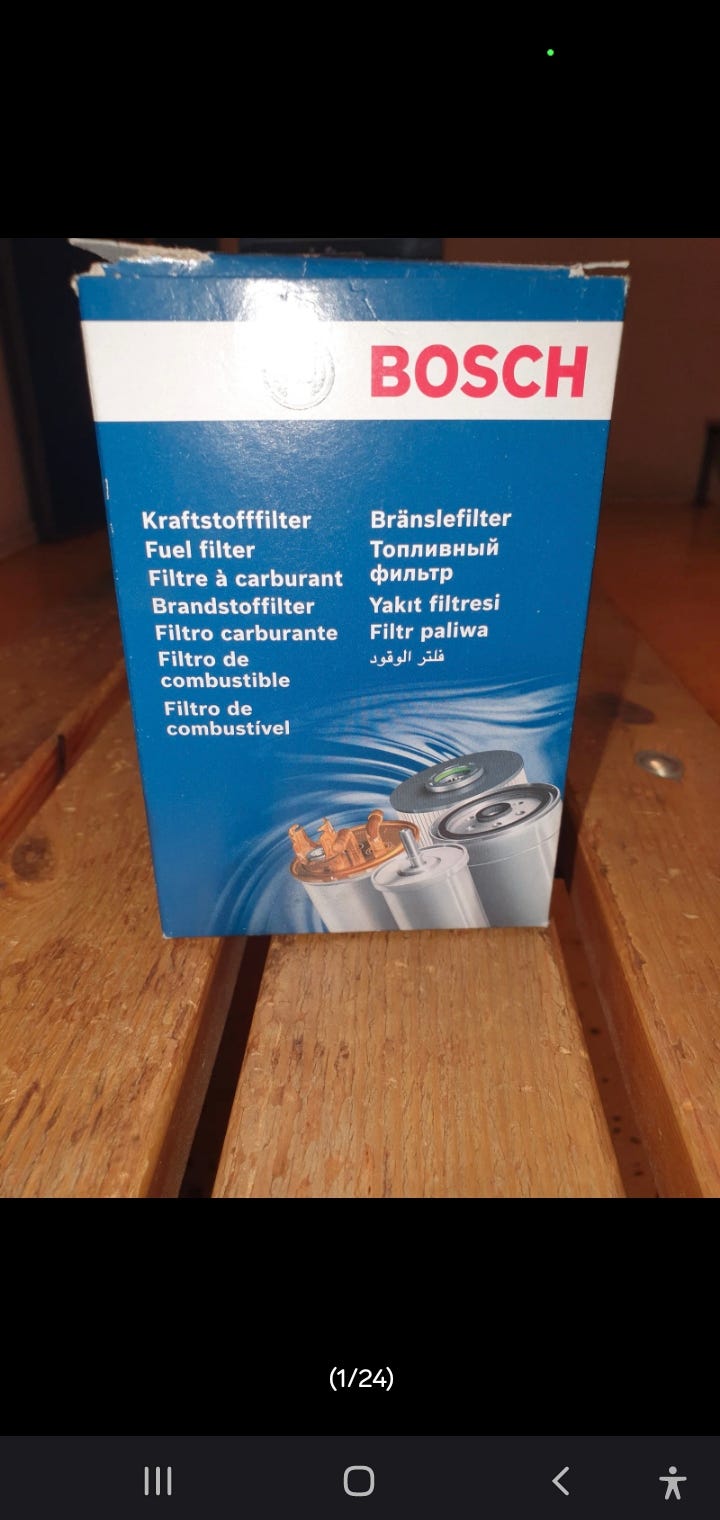 BOSCH
Kraftstofffilter
Fuel filter
Filtre à carburant
Brandstoffilter
Filtro carburante
Filtro de
combustible
Filtro de
combustível
Bränslefilter
Топливный
фильтр
Yakıt filtresi
Filtr paliwa
فلتر الوقود
(1/24)